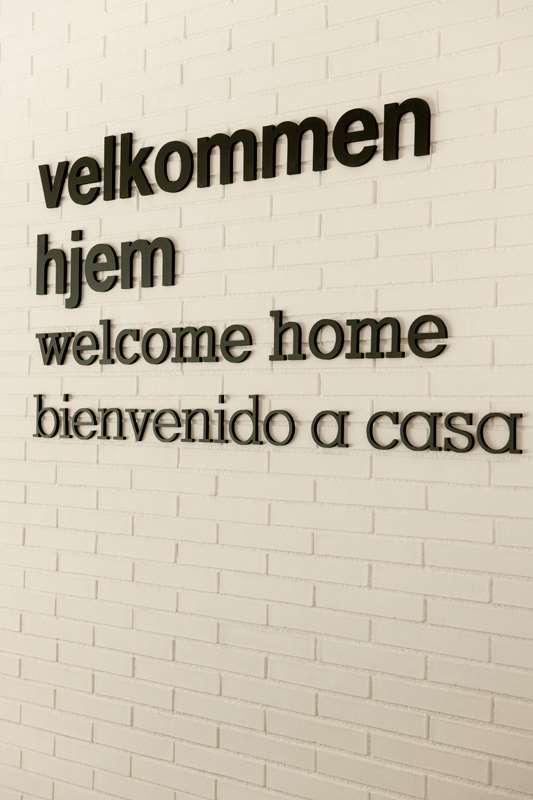 velkommen
hjem
welcome home
bienvenido a casa